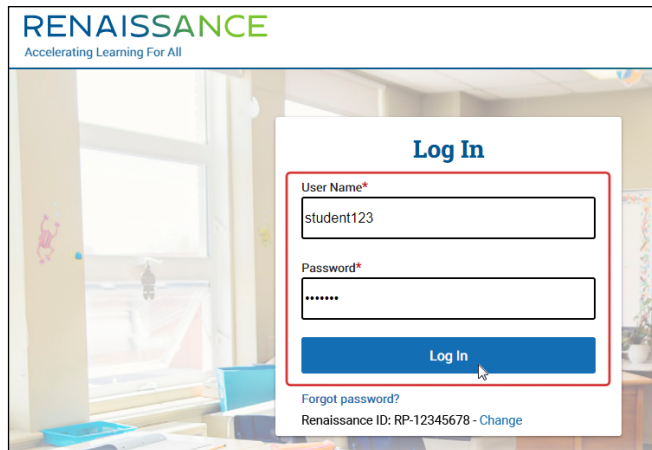 RENAISSANCE
Accelerating Learning For All
Log In
User Name*
student123
Password*
•••••••
Log In
Forgot password?
Renaissance ID: RP-12345678 - Change